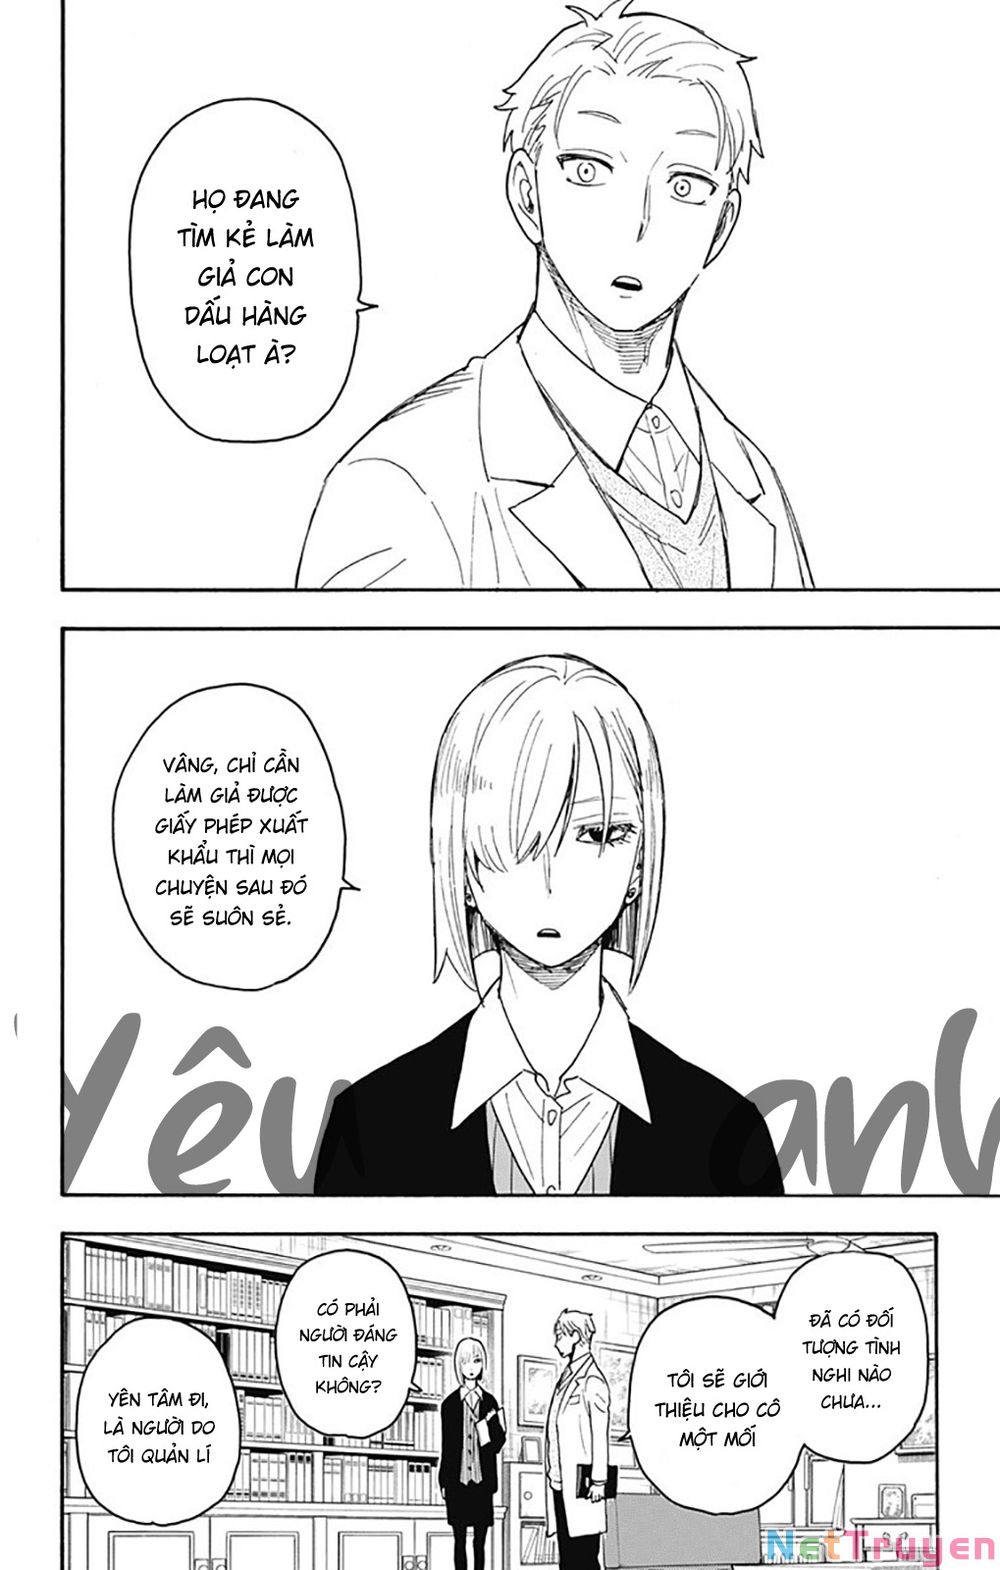 HỌ ĐANG
TÌM KẺ LÀM
GIẢ CON
DẤU HÀNG
LOẠT À?
VÂNG, CHỈ CẦN
LÀM GIẢ ĐƯỢC
GIẤY PHÉP XUẤT
KHẨU THÌ MỌI
CHUYỆN SAU ĐÓ
SẼ SUÔN SẺ.
Yêu anh
ĐÃ CÓ ĐỐI
TƯỢNG TÌNH
NGHI NÀO
CHƯA...
TÔI SẼ GIỚI
THIỆU CHO CÔ
MỘT MỐI
CÓ PHẢI
NGƯỜI ĐÁNG
TIN CẬY
KHÔNG?
YÊN TÂM ĐI,
LÀ NGƯỜI DO
TÔI QUẢN LÍ
NetTruyen